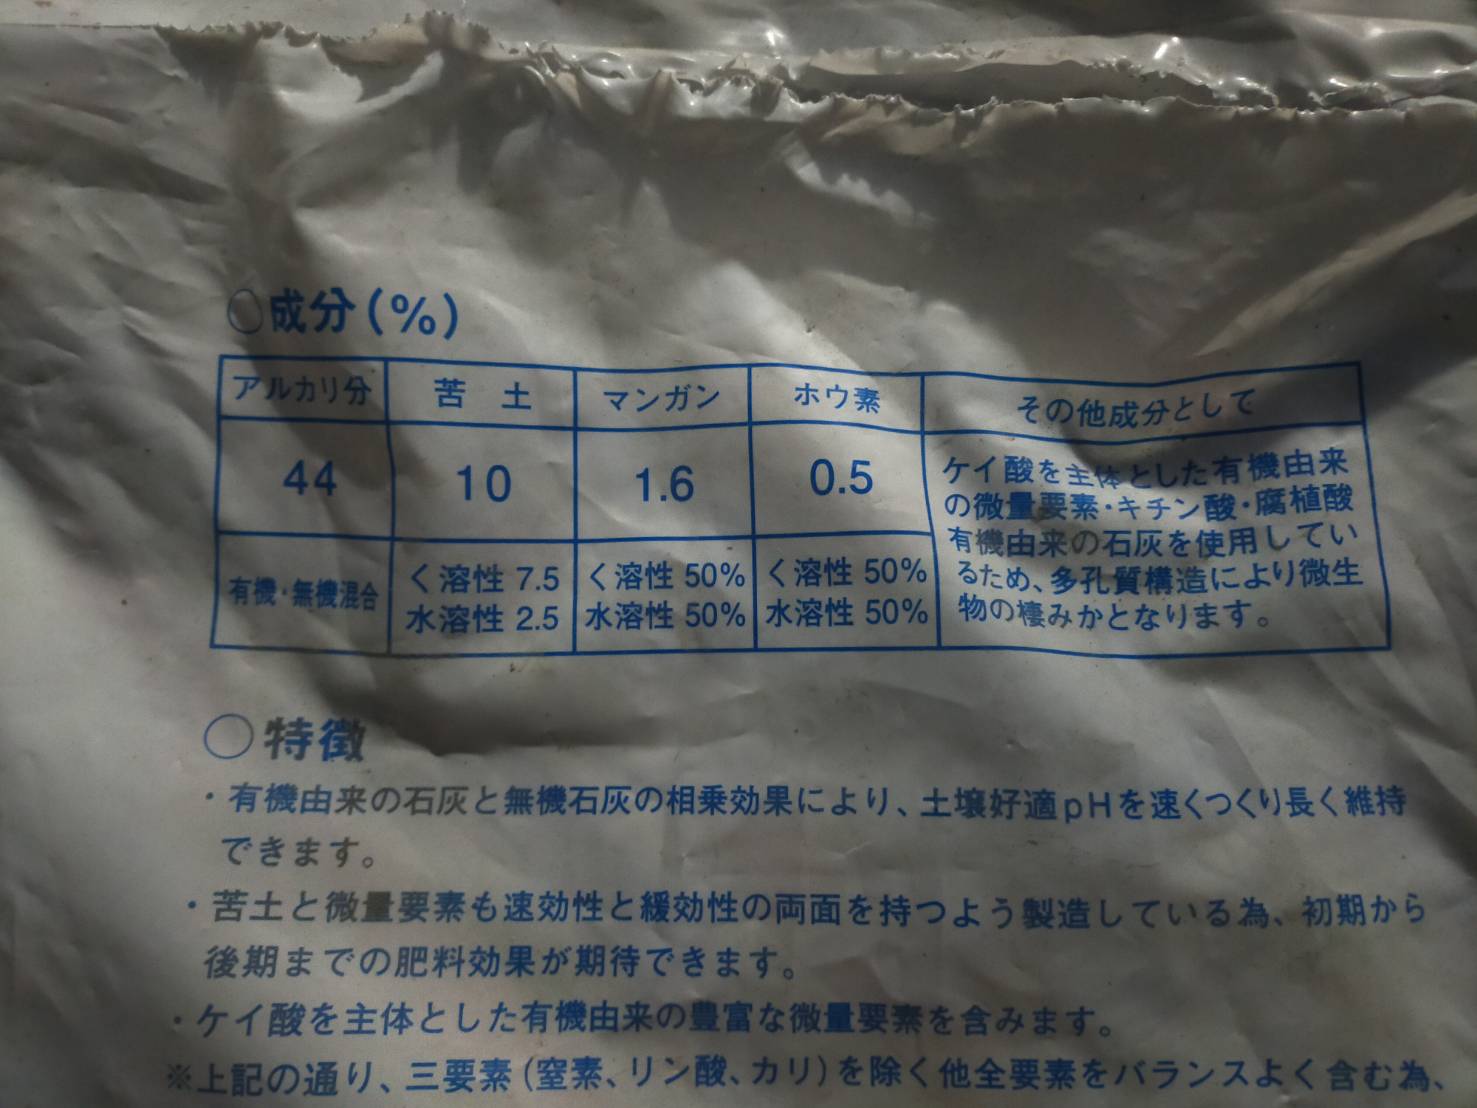 ○成分(%)
アルカリ分 苦 土 マンガン ホウ素 その他成分として
44 10 1.6 0.5
ケイ酸を主体とした有機由来
の微量要素・キチン酸・腐植酸
有機由来の石灰を使用してい
るため、多孔質構造により微生
物の棲みかとなります。
有機・無機混合 く溶性 7.5 く溶性 50% く溶性 50%
水溶性 2.5 水溶性 50% 水溶性 50%
○特徴
・有機由来の石灰と無機石灰の相乗効果により、土壌好適pHを速くつくり長く維持
できます。
・苦土と微量要素も速効性と緩効性の両面を持つよう製造している為、初期から
後期までの肥料効果が期待できます。
・ケイ酸を主体とした有機由来の豊富な微量要素を含みます。
※上記の通り、三要素(窒素、リン酸、カリ)を除く他全要素をバランスよく含む為、